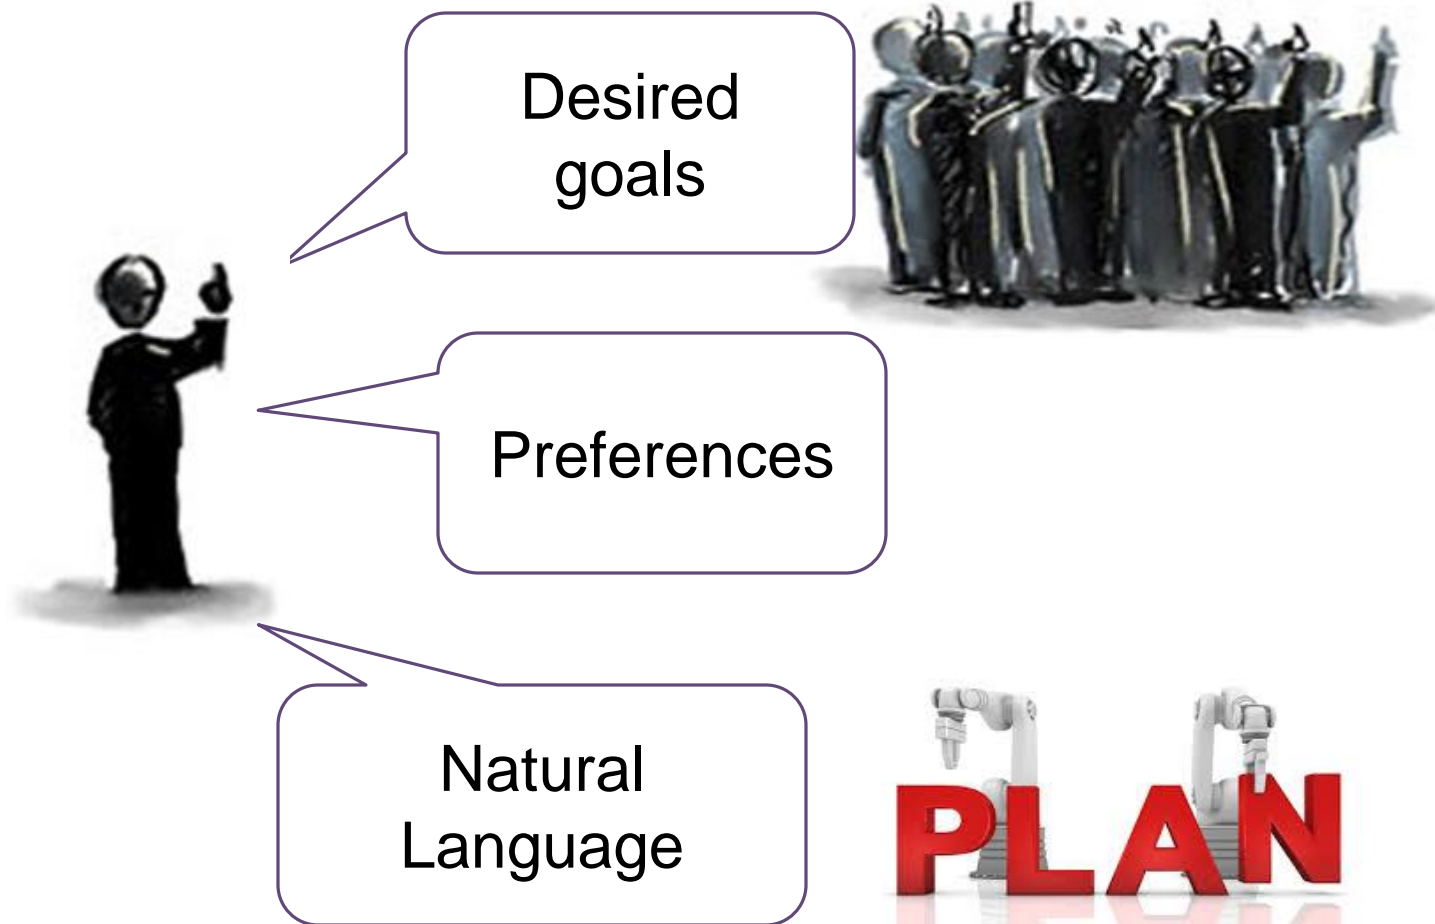 Desired
goals
Preferences
Natural
Language
PLAN